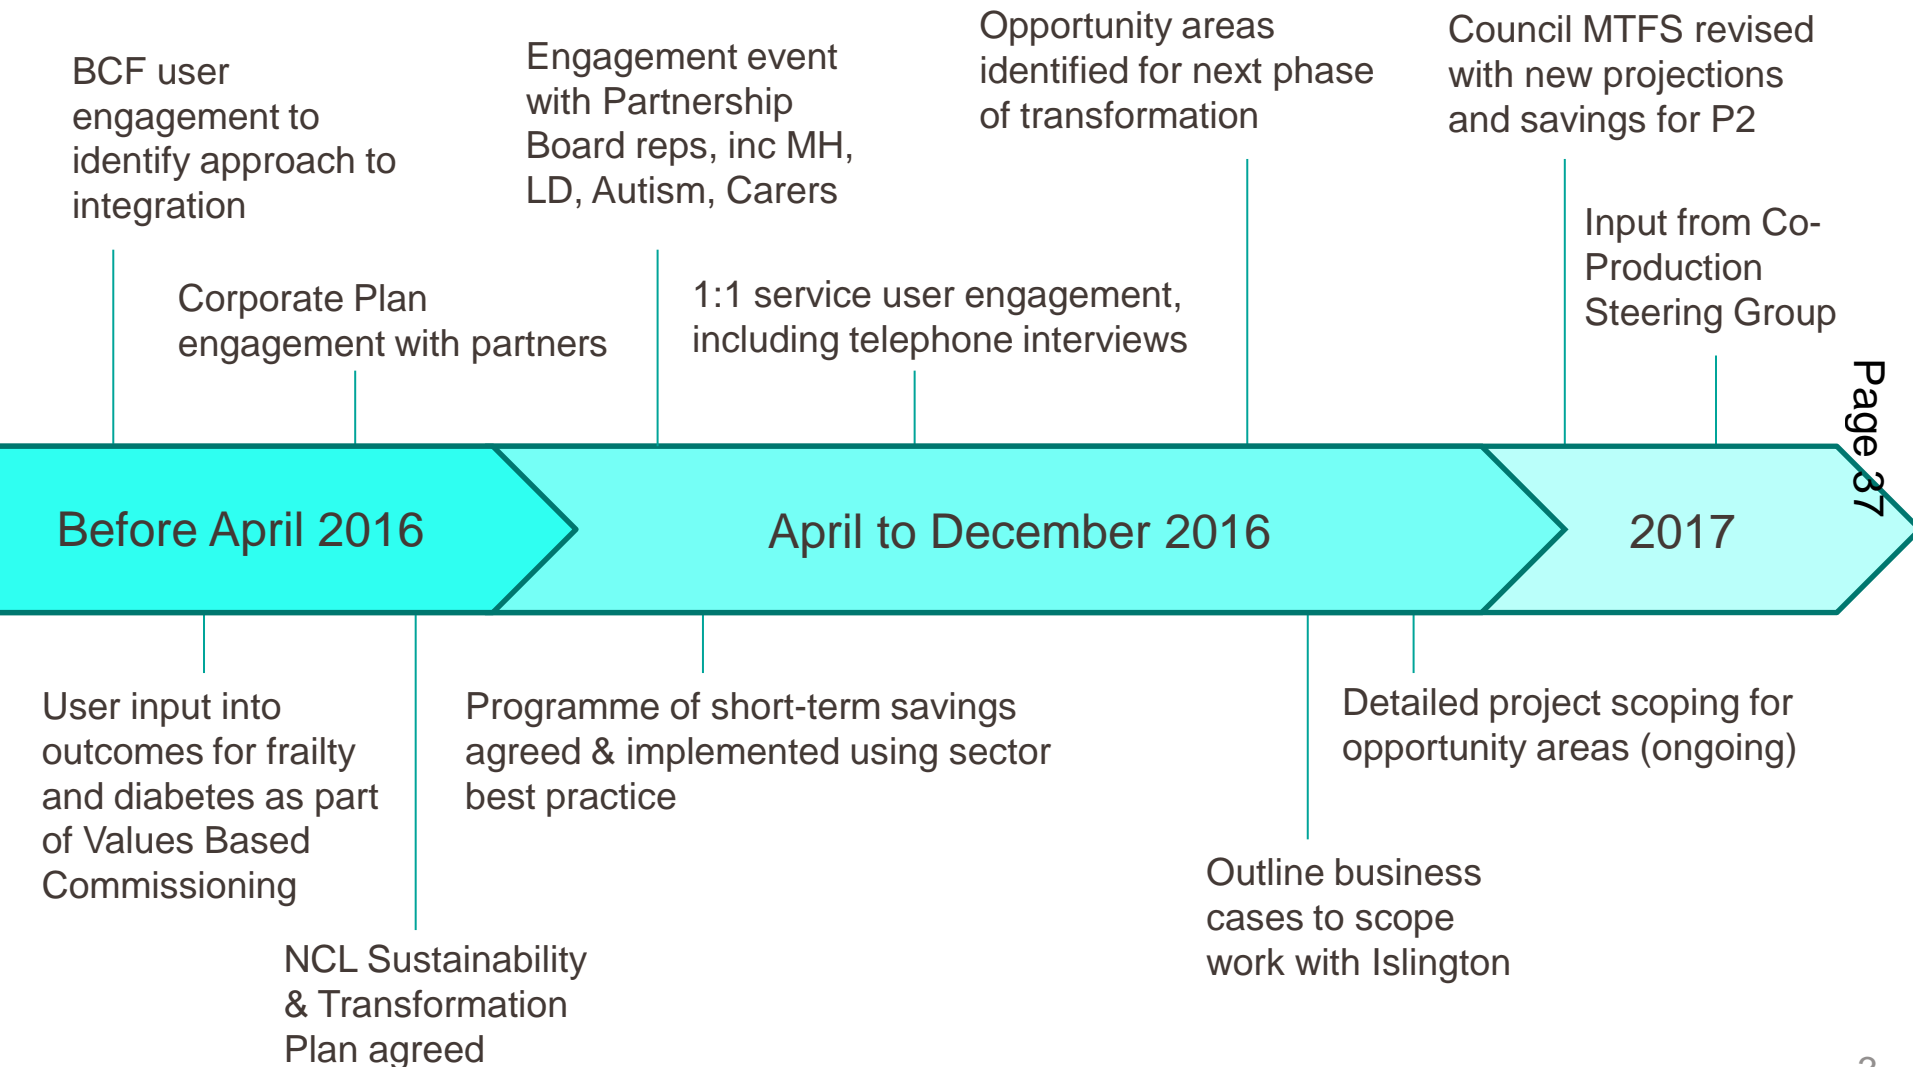 BCF user
engagement to
identify approach to
integration
Engagement event
with Partnership
Board reps, inc MH,
LD, Autism, Carers
Opportunity areas
identified for next phase
of transformation
Council MTFS revised
with new projections
and savings for P2
Corporate Plan
engagement with partners
1:1 service user engagement,
including telephone interviews
Input from Co-
Production
Steering Group
Page 37
Before April 2016
April to December 2016
2017
User input into
outcomes for frailty
and diabetes as part
of Values Based
Commissioning
Programme of short-term savings
agreed & implemented using sector
best practice
Detailed project scoping for
opportunity areas (ongoing)
Outline business
cases to scope
work with Islington
NCL Sustainability
& Transformation
Plan agreed